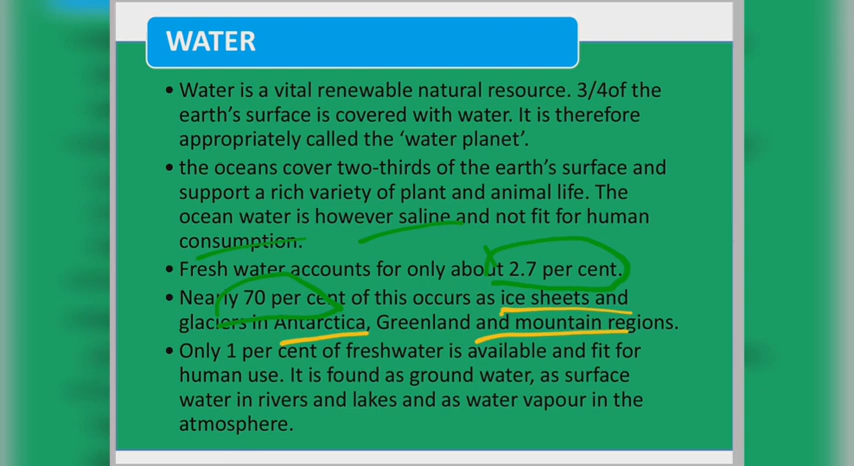 WATER
• Water is a vital renewable natural resource. 3/4of the
earth's surface is covered with water. It is therefore
appropriately called the 'water planet'.
• the oceans cover two-thirds of the earth's surface and
support a rich variety of plant and animal life. The
ocean water is however saline and not fit for human
consumption.
• Fresh water accounts for only about 2.7 per cent.
• Nearly 70 per cent of this occurs as ice sheets and
glaciers in Antarctica, Greenland and mountain regions.
• Only 1 per cent of freshwater is available and fit for
human use. It is found as ground water, as surface
water in rivers and lakes and as water vapour in the
atmosphere.